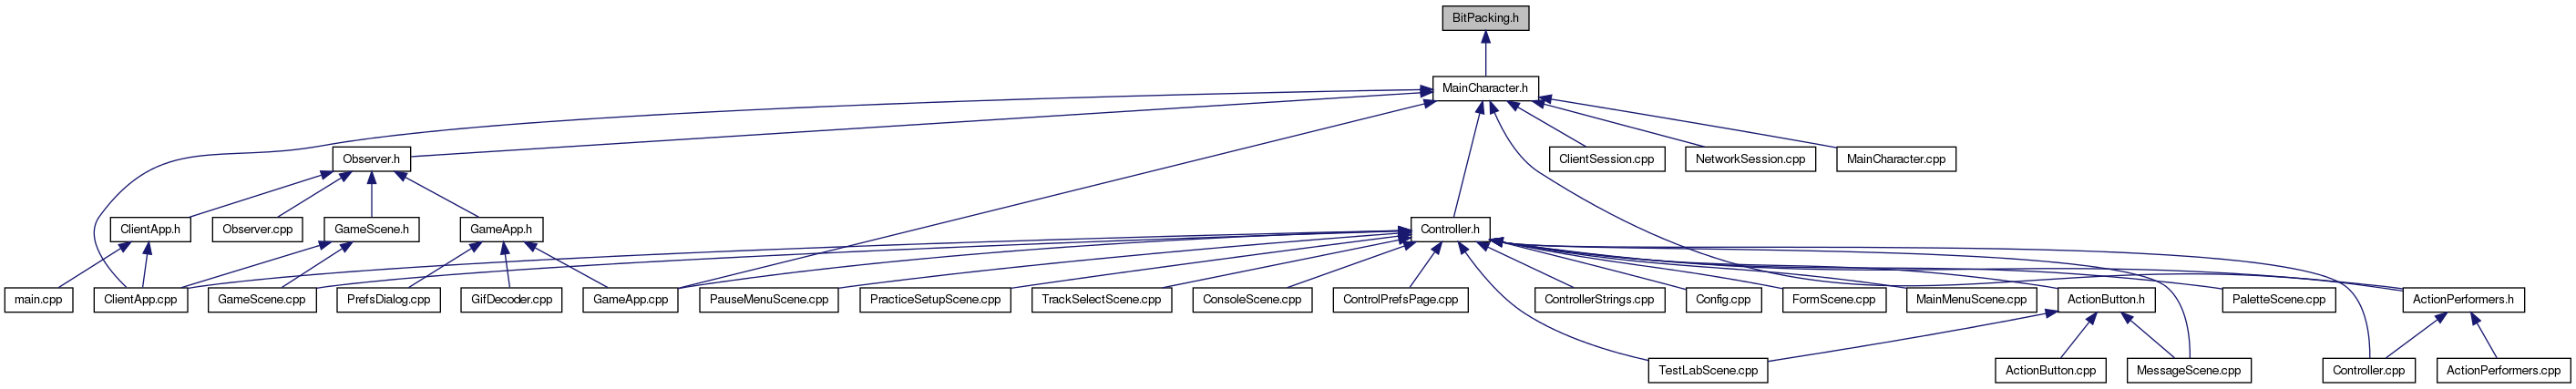 BitPacking.h
MainCharacter.h
Observer.h
ClientSession.cpp
NetworkSession.cpp
MainCharacter.cpp
ClientApp.h
Observer.cpp
GameScene.h
GameApp.h
Controller.h
main.cpp
ClientApp.cpp
GameScene.cpp
PrefsDialog.cpp
GifDecoder.cpp
GameApp.cpp
PauseMenuScene.cpp
PracticeSetupScene.cpp
TrackSelectScene.cpp
ConsoleScene.cpp
ControlPrefsPage.cpp
ControllerStrings.cpp
Config.cpp
FormScene.cpp
MainMenuScene.cpp
ActionButton.h
PaletteScene.cpp
ActionPerformers.h
TestLabScene.cpp
ActionButton.cpp
MessageScene.cpp
Controller.cpp
ActionPerformers.cpp